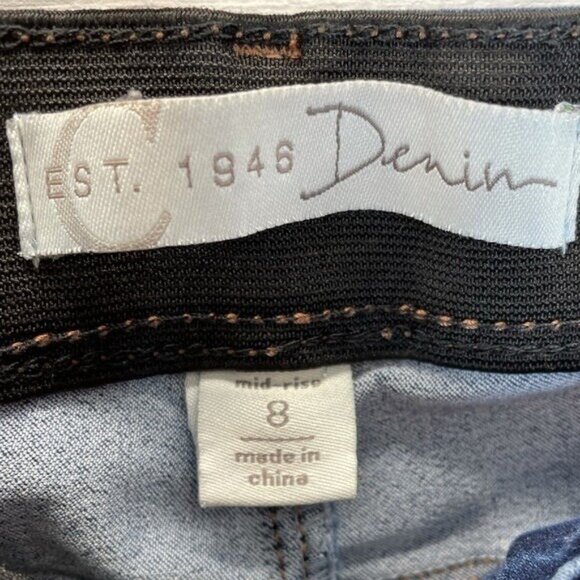 C
EST. 1946 Denim
mid-rise
8
made in
china